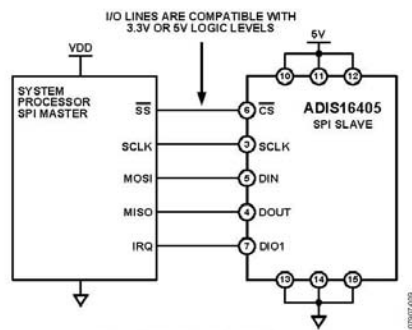 I/O LINES ARE COMPATIBLE WITH
3.3V OR 5V LOGIC LEVELS
VDD
5V
10
11
12
SYSTEM
PROCESSOR
SPI MASTER
ADIS16405
SPI SLAVE
SS
6
CS
SCLK
3
SCLK
MOSI
5
DIN
MISO
4
DOUT
IRQ
7
DIO1
13
14
15